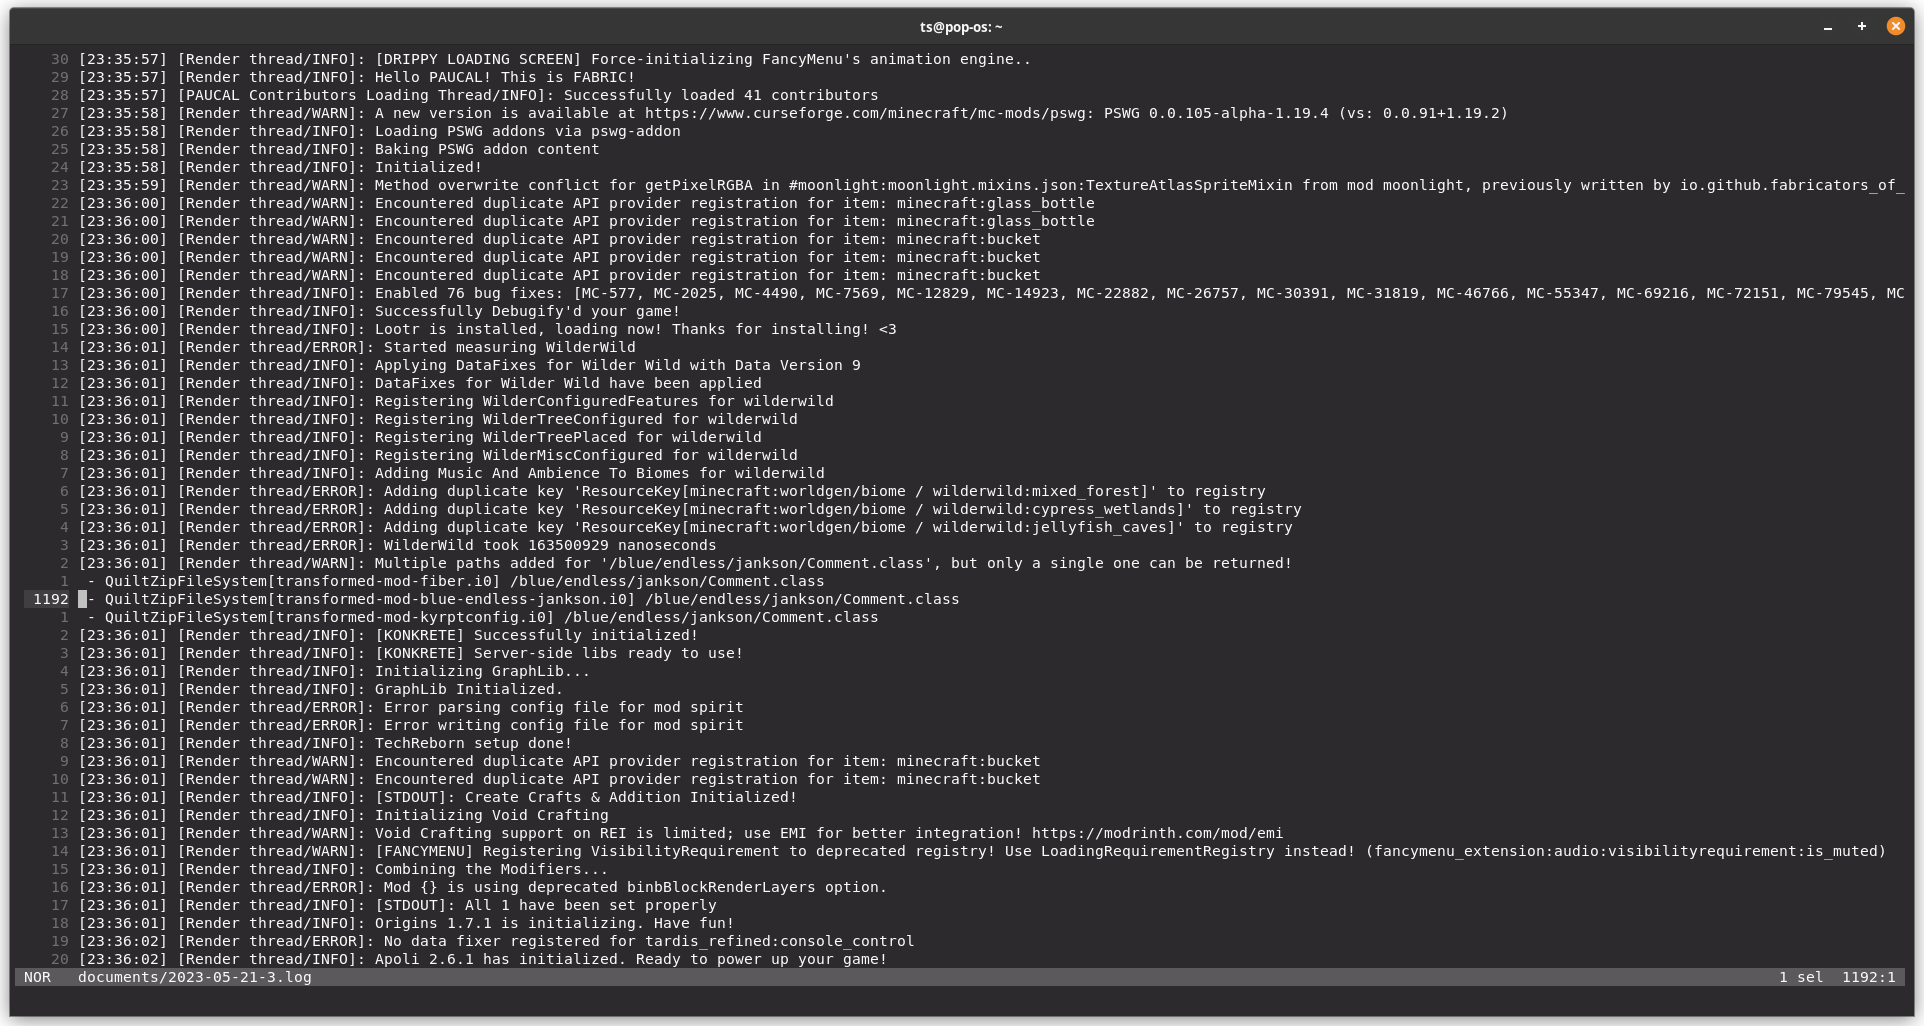 ts@pop-os: ~
30 [23:35:57] [Render thread/INFO]: [DRIPPY LOADING SCREEN] Force-initializing FancyMenu's animation engine..
29 [23:35:57] [Render thread/INFO]: Hello PAUCAL! This is FABRIC!
28 [23:35:57] [PAUCAL Contributors Loading Thread/INFO]: Successfully loaded 41 contributors
27 [23:35:58] [Render thread/WARN]: A new version is available at https://www.curseforge.com/minecraft/mc-mods/pswg: PSWG 0.0.105-alpha-1.19.4 (vs: 0.0.91+1.19.2)
26 [23:35:58] [Render thread/INFO]: Loading PSWG addons via pswg-addon
25 [23:35:58] [Render thread/INFO]: Baking PSWG addon content
24 [23:35:58] [Render thread/INFO]: Initialized!
23 [23:35:59] [Render thread/WARN]: Method overwrite conflict for getPixelRGBA in #moonlight:moonlight.mixins.json:TextureAtlasSpriteMixin from mod moonlight, previously written by io.github.fabricators_of_
22 [23:36:00] [Render thread/WARN]: Encountered duplicate API provider registration for item: minecraft:glass_bottle
21 [23:36:00] [Render thread/WARN]: Encountered duplicate API provider registration for item: minecraft:glass_bottle
20 [23:36:00] [Render thread/WARN]: Encountered duplicate API provider registration for item: minecraft:bucket
19 [23:36:00] [Render thread/WARN]: Encountered duplicate API provider registration for item: minecraft:bucket
18 [23:36:00] [Render thread/WARN]: Encountered duplicate API provider registration for item: minecraft:bucket
17 [23:36:00] [Render thread/INFO]: Enabled 76 bug fixes: [MC-577, MC-2025, MC-4490, MC-7569, MC-12829, MC-14923, MC-22882, MC-26757, MC-30391, MC-31819, MC-46766, MC-55347, MC-69216, MC-72151, MC-79545, MC
16 [23:36:00] [Render thread/INFO]: Successfully Debugify'd your game!
15 [23:36:00] [Render thread/INFO]: Lootr is installed, loading now! Thanks for installing! <3
14 [23:36:01] [Render thread/ERROR]: Started measuring WilderWild
13 [23:36:01] [Render thread/INFO]: Applying DataFixes for Wilder Wild with Data Version 9
12 [23:36:01] [Render thread/INFO]: DataFixes for Wilder Wild have been applied
11 [23:36:01] [Render thread/INFO]: Registering WilderConfiguredFeatures for wilderwild
10 [23:36:01] [Render thread/INFO]: Registering WilderTreeConfigured for wilderwild
9 [23:36:01] [Render thread/INFO]: Registering WilderTreePlaced for wilderwild
8 [23:36:01] [Render thread/INFO]: Registering WilderMiscConfigured for wilderwild
7 [23:36:01] [Render thread/INFO]: Adding Music And Ambience To Biomes for wilderwild
6 [23:36:01] [Render thread/ERROR]: Adding duplicate key 'ResourceKey[minecraft:worldgen/biome / wilderwild:mixed_forest]' to registry
5 [23:36:01] [Render thread/ERROR]: Adding duplicate key 'ResourceKey[minecraft:worldgen/biome / wilderwild:cypress_wetlands]' to registry
4 [23:36:01] [Render thread/ERROR]: Adding duplicate key 'ResourceKey[minecraft:worldgen/biome / wilderwild:jellyfish_caves]' to registry
3 [23:36:01] [Render thread/ERROR]: WilderWild took 163500929 nanoseconds
2 [23:36:01] [Render thread/WARN]: Multiple paths added for '/blue/endless/jankson/Comment.class', but only a single one can be returned!
1 - QuiltZipFileSystem[transformed-mod-fiber.i0] /blue/endless/jankson/Comment.class
1192 - QuiltZipFileSystem[transformed-mod-blue-endless-jankson.i0] /blue/endless/jankson/Comment.class
1 - QuiltZipFileSystem[transformed-mod-kyrptconfig.i0] /blue/endless/jankson/Comment.class
2 [23:36:01] [Render thread/INFO]: [KONKRETE] Successfully initialized!
3 [23:36:01] [Render thread/INFO]: [KONKRETE] Server-side libs ready to use!
4 [23:36:01] [Render thread/INFO]: Initializing GraphLib...
5 [23:36:01] [Render thread/INFO]: GraphLib Initialized.
6 [23:36:01] [Render thread/ERROR]: Error parsing config file for mod spirit
7 [23:36:01] [Render thread/ERROR]: Error writing config file for mod spirit
8 [23:36:01] [Render thread/INFO]: TechReborn setup done!
9 [23:36:01] [Render thread/WARN]: Encountered duplicate API provider registration for item: minecraft:bucket
10 [23:36:01] [Render thread/WARN]: Encountered duplicate API provider registration for item: minecraft:bucket
11 [23:36:01] [Render thread/INFO]: [STDOUT]: Create Crafts & Addition Initialized!
12 [23:36:01] [Render thread/INFO]: Initializing Void Crafting
13 [23:36:01] [Render thread/WARN]: Void Crafting support on REI is limited; use EMI for better integration! https://modrinth.com/mod/emi
14 [23:36:01] [Render thread/WARN]: [FANCYMENU] Registering VisibilityRequirement to deprecated registry! Use LoadingRequirementRegistry instead! (fancymenu_extension:audio:visibilityrequirement:is_muted)
15 [23:36:01] [Render thread/INFO]: Combining the Modifiers...
16 [23:36:01] [Render thread/ERROR]: Mod {} is using deprecated binbBlockRenderLayers option.
17 [23:36:01] [Render thread/INFO]: [STDOUT]: All 1 have been set properly
18 [23:36:01] [Render thread/INFO]: Origins 1.7.1 is initializing. Have fun!
19 [23:36:02] [Render thread/ERROR]: No data fixer registered for tardis_refined:console_control
20 [23:36:02] [Render thread/INFO]: Apoli 2.6.1 has initialized. Ready to power up your game!
NOR documents/2023-05-21-3.log 1 sel 1192:1